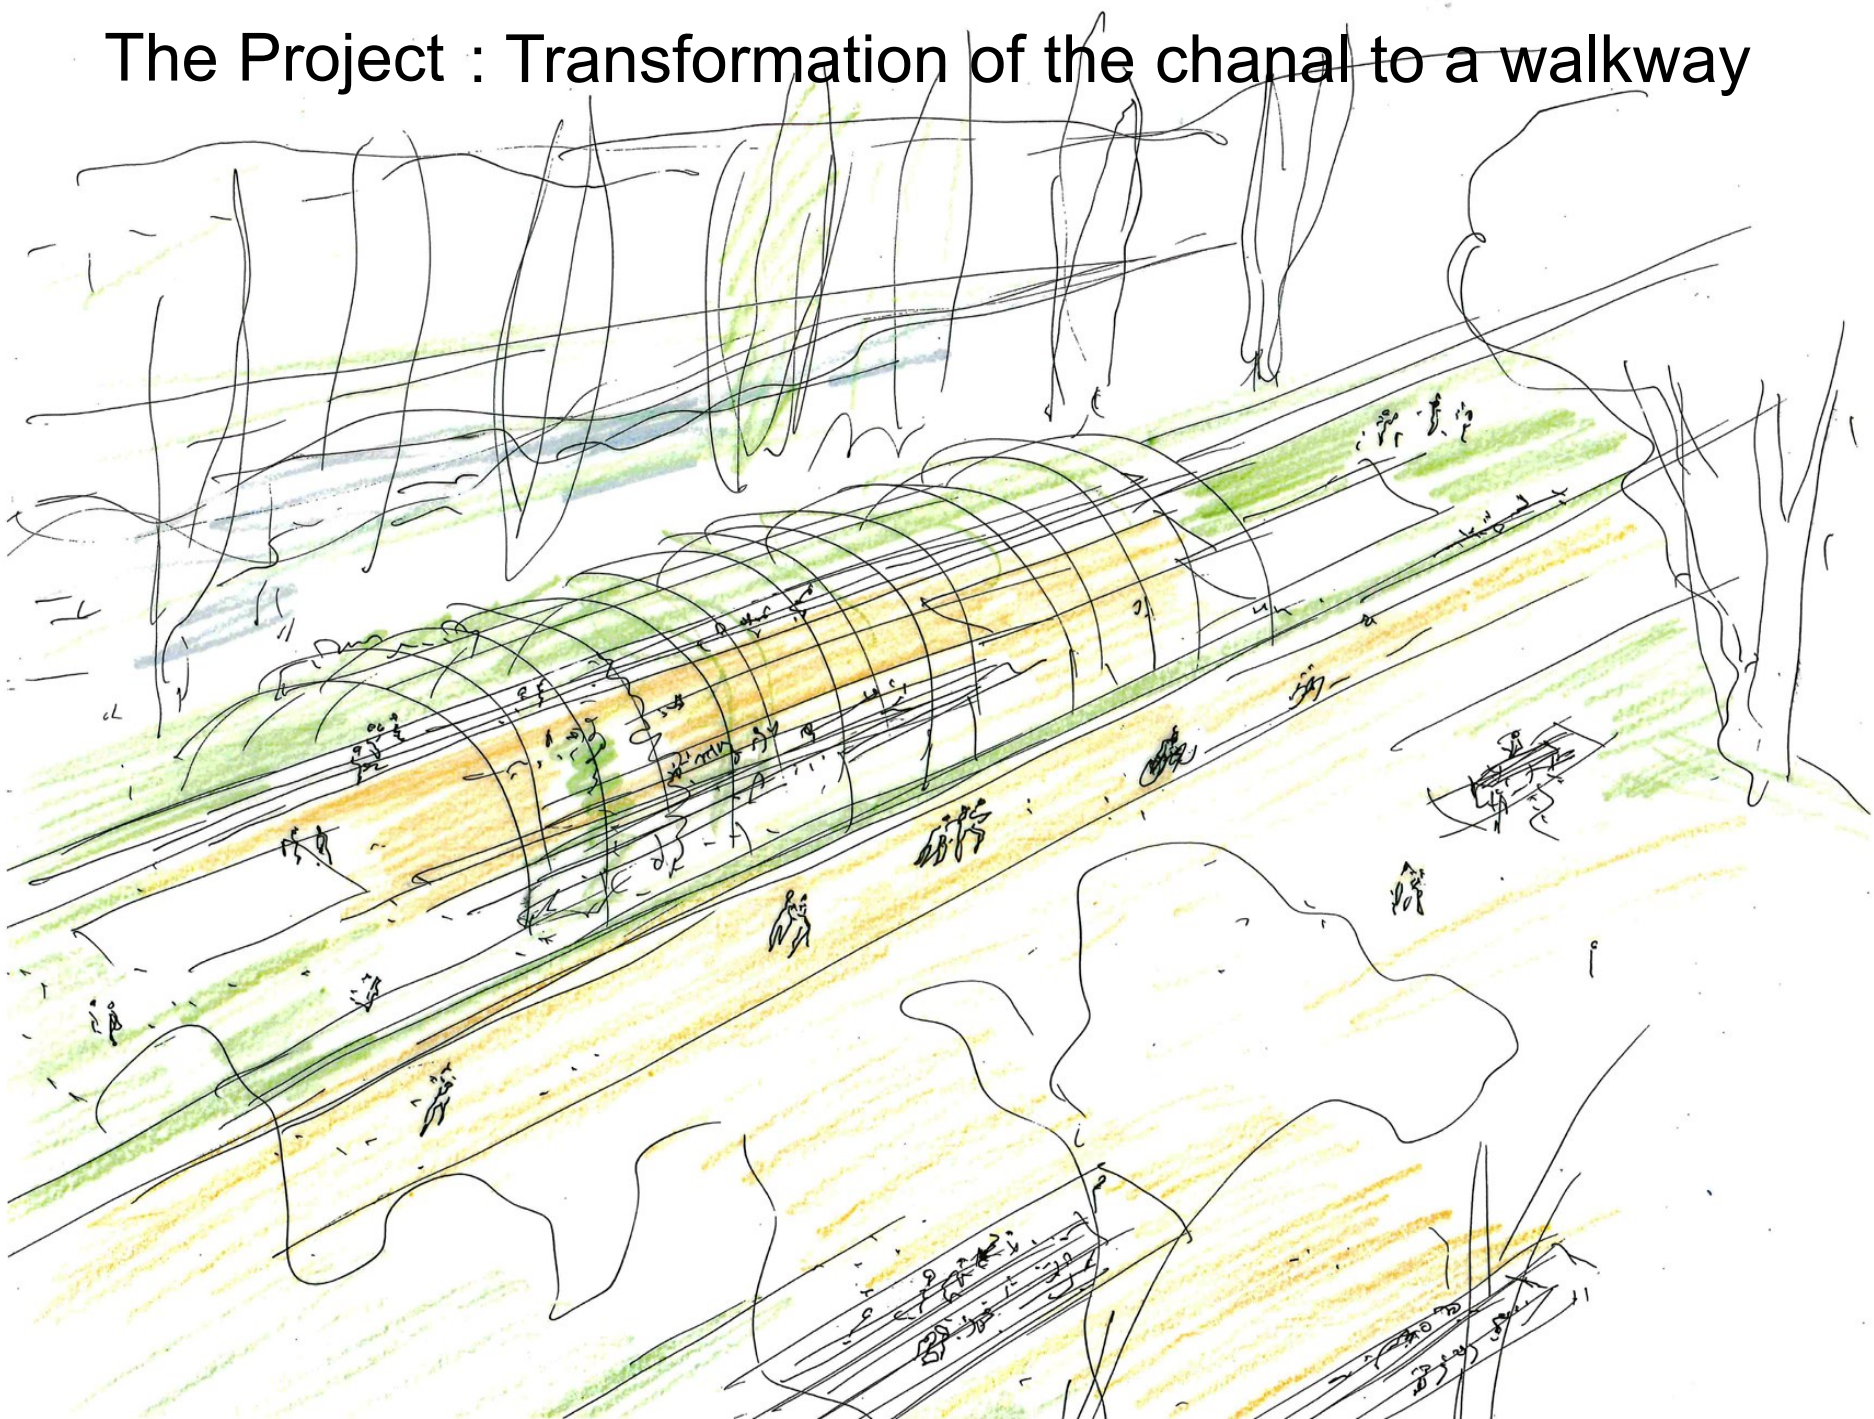 The Project : Transformation of the chanal to a walkway